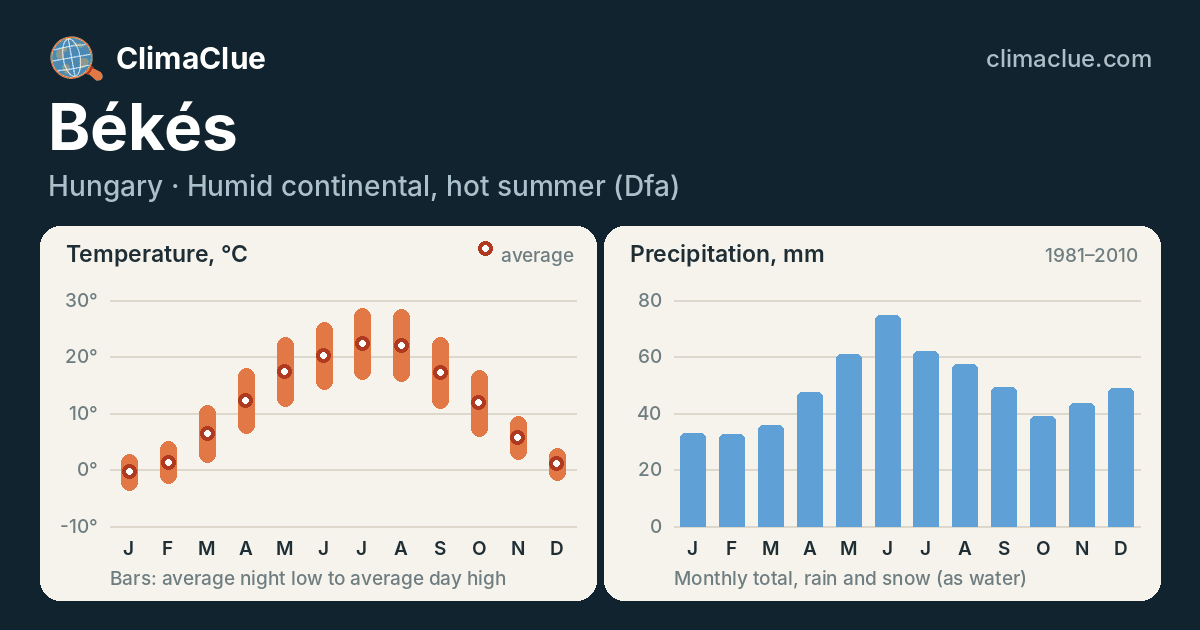 ClimaClue
climaclue.com
Békés
Hungary · Humid continental, hot summer (Dfa)
Temperature, °C
average
30°
20°
10°
0°
-10°
J F M A M J J A S O N D
Bars: average night low to average day high
Precipitation, mm
1981–2010
80
60
40
20
0
J F M A M J J A S O N D
Monthly total, rain and snow (as water)